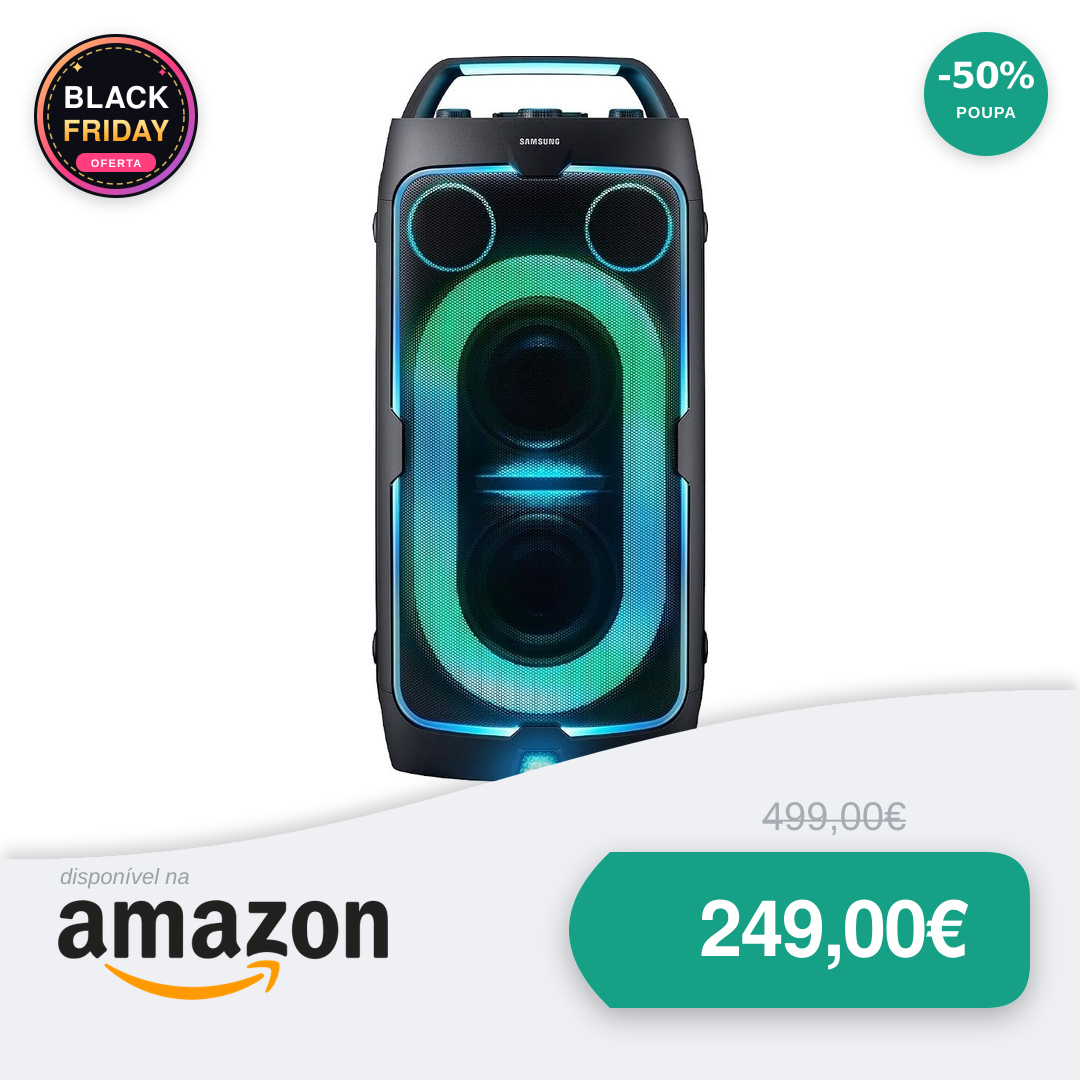 BLACK
FRIDAY
OFERTA
-50%
POUPA
SAMSUNG
499,00€
249,00€
disponível na
amazon